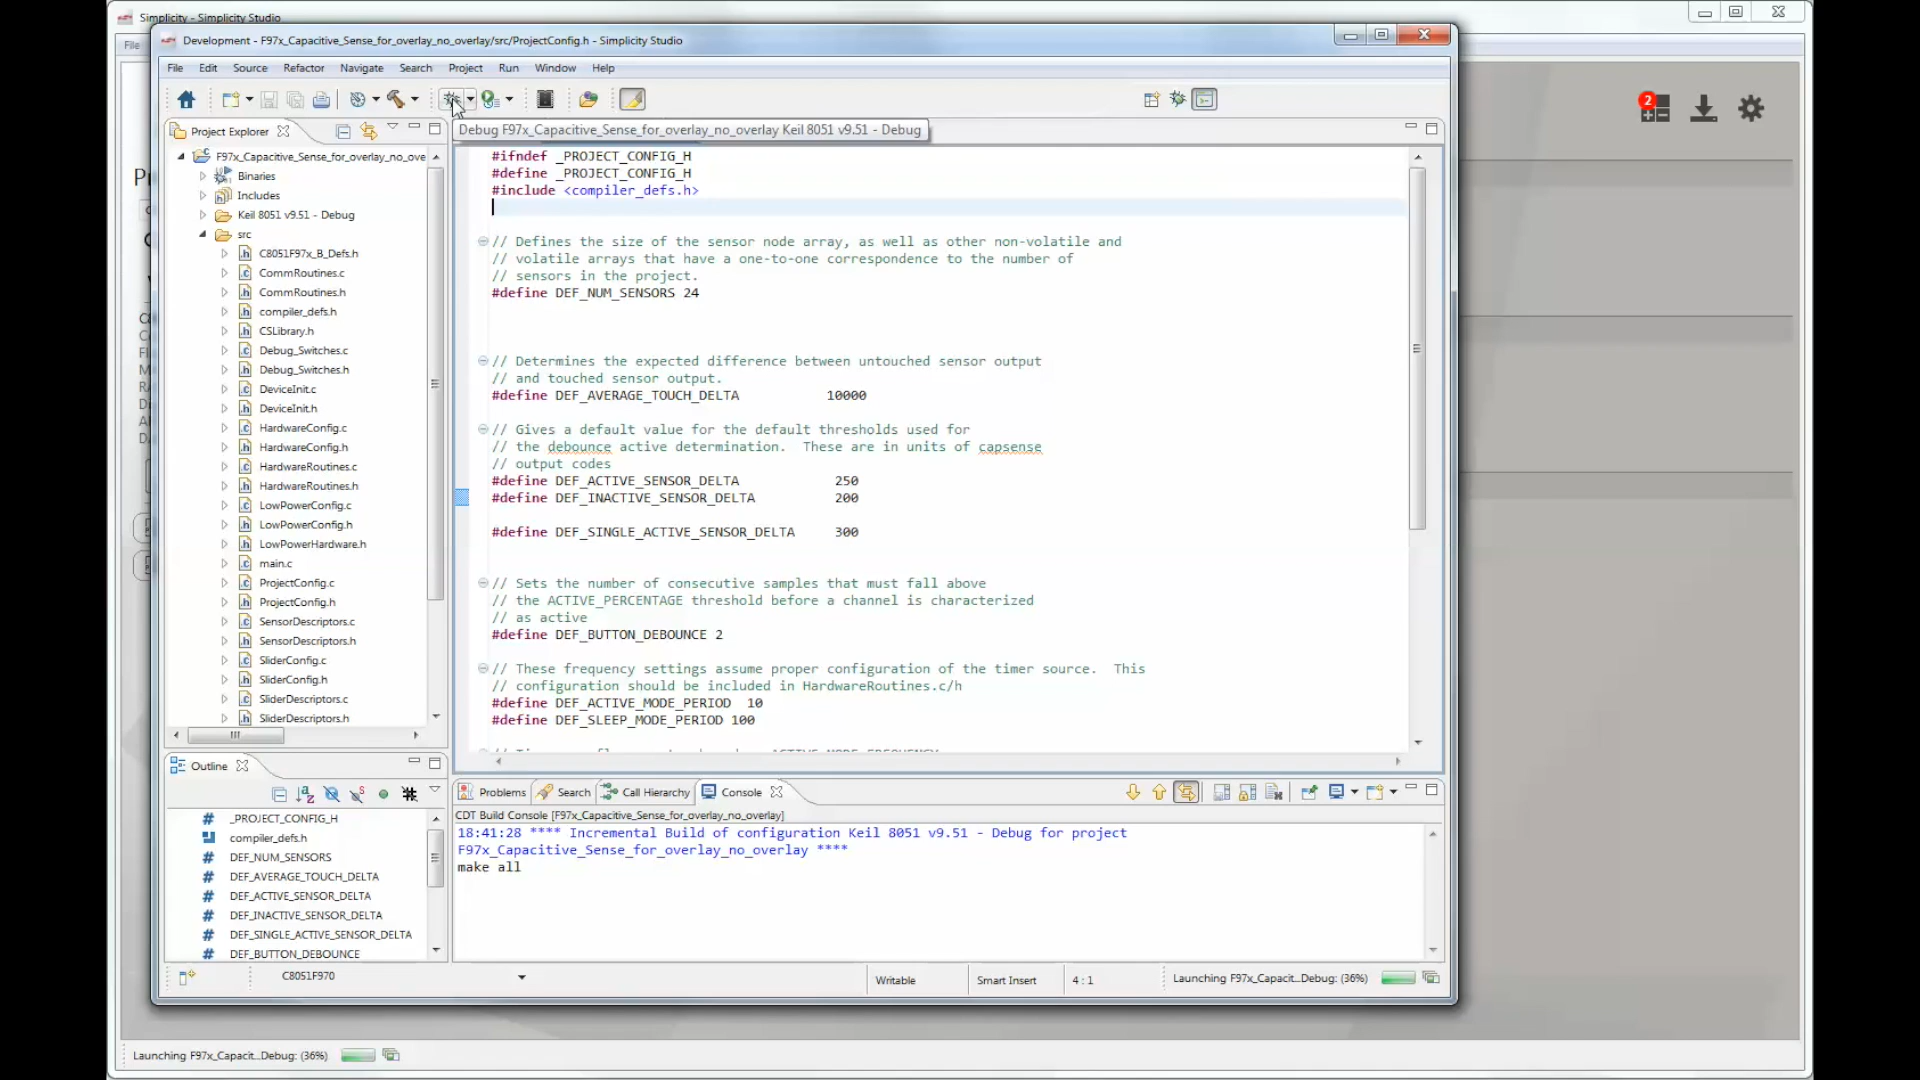 Simplicity - Simplicity Studio
File
Development - F97x_Capacitive_Sense_for_overlay_no_overlay/src/ProjectConfig.h - Simplicity Studio
File Edit Source Refactor Navigate Search Project Run Window Help
2
Project Explorer
Debug F97x_Capacitive_Sense_for_overlay_no_overlay Keil 8051 v9.51 - Debug
F97x_Capacitive_Sense_for_overlay_no_ove
Binaries
Includes
Keil 8051 v9.51 - Debug
src
C8051F97x_B_Defs.h
CommRoutines.c
CommRoutines.h
compiler_defs.h
CSLibrary.h
Debug_Switches.c
Debug_Switches.h
DeviceInit.c
DeviceInit.h
HardwareConfig.c
HardwareConfig.h
HardwareRoutines.c
HardwareRoutines.h
LowPowerConfig.c
LowPowerConfig.h
LowPowerHardware.h
main.c
ProjectConfig.c
ProjectConfig.h
SensorDescriptors.c
SensorDescriptors.h
SliderConfig.c
SliderConfig.h
SliderDescriptors.c
SliderDescriptors.h
#ifndef _PROJECT_CONFIG_H
#define _PROJECT_CONFIG_H
#include <compiler_defs.h>
// Defines the size of the sensor node array, as well as other non-volatile and
// volatile arrays that have a one-to-one correspondence to the number of
// sensors in the project.
#define DEF_NUM_SENSORS 24
// Determines the expected difference between untouched sensor output
// and touched sensor output.
#define DEF_AVERAGE_TOUCH_DELTA 10000
// Gives a default value for the default thresholds used for
// the debounce active determination. These are in units of capsense
// output codes
#define DEF_ACTIVE_SENSOR_DELTA 250
#define DEF_INACTIVE_SENSOR_DELTA 200
#define DEF_SINGLE_ACTIVE_SENSOR_DELTA 300
// Sets the number of consecutive samples that must fall above
// the ACTIVE_PERCENTAGE threshold before a channel is characterized
// as active
#define DEF_BUTTON_DEBOUNCE 2
// These frequency settings assume proper configuration of the timer source. This
// configuration should be included in HardwareRoutines.c/h
#define DEF_ACTIVE_MODE_PERIOD 10
#define DEF_SLEEP_MODE_PERIOD 100
Outline
_PROJECT_CONFIG_H
compiler_defs.h
DEF_NUM_SENSORS
DEF_AVERAGE_TOUCH_DELTA
DEF_ACTIVE_SENSOR_DELTA
DEF_INACTIVE_SENSOR_DELTA
DEF_SINGLE_ACTIVE_SENSOR_DELTA
DEF_BUTTON_DEBOUNCE
Problems Search Call Hierarchy Console
CDT Build Console [F97x_Capacitive_Sense_for_overlay_no_overlay]
18:41:28 **** Incremental Build of configuration Keil 8051 v9.51 - Debug for project
F97x_Capacitive_Sense_for_overlay_no_overlay ****
make all
C8051F970
Writable Smart Insert 4 : 1 Launching F97x_Capacit...Debug: (36%)
Launching F97x_Capacit...Debug: (36%)